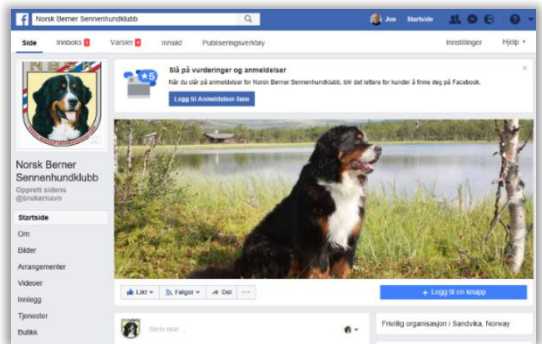 Norsk Berner Sennenhundklubb
Jon Startside
Side Innboks Varsler Innsikt Publiseringsverktøy Innstillinger Hjelp
NBSK
Norsk Berner
Sennenhundklubb
Opprett sidens
@brukernavn
Startside
Om
Bilder
Arrangementer
Videoer
Innlegg
Tjenester
Butikk
Slå på vurderinger og anmeldelser
Når du slår på anmeldelser for Norsk Berner Sennenhundklubb, blir det lettere for kunder å finne deg på Facebook.
Legg til Anmeldelser-fane
Likt Følger Del
+ Legg til en knapp
Skriv noe ...
Frivillig organisasjon i Sandvika, Norway